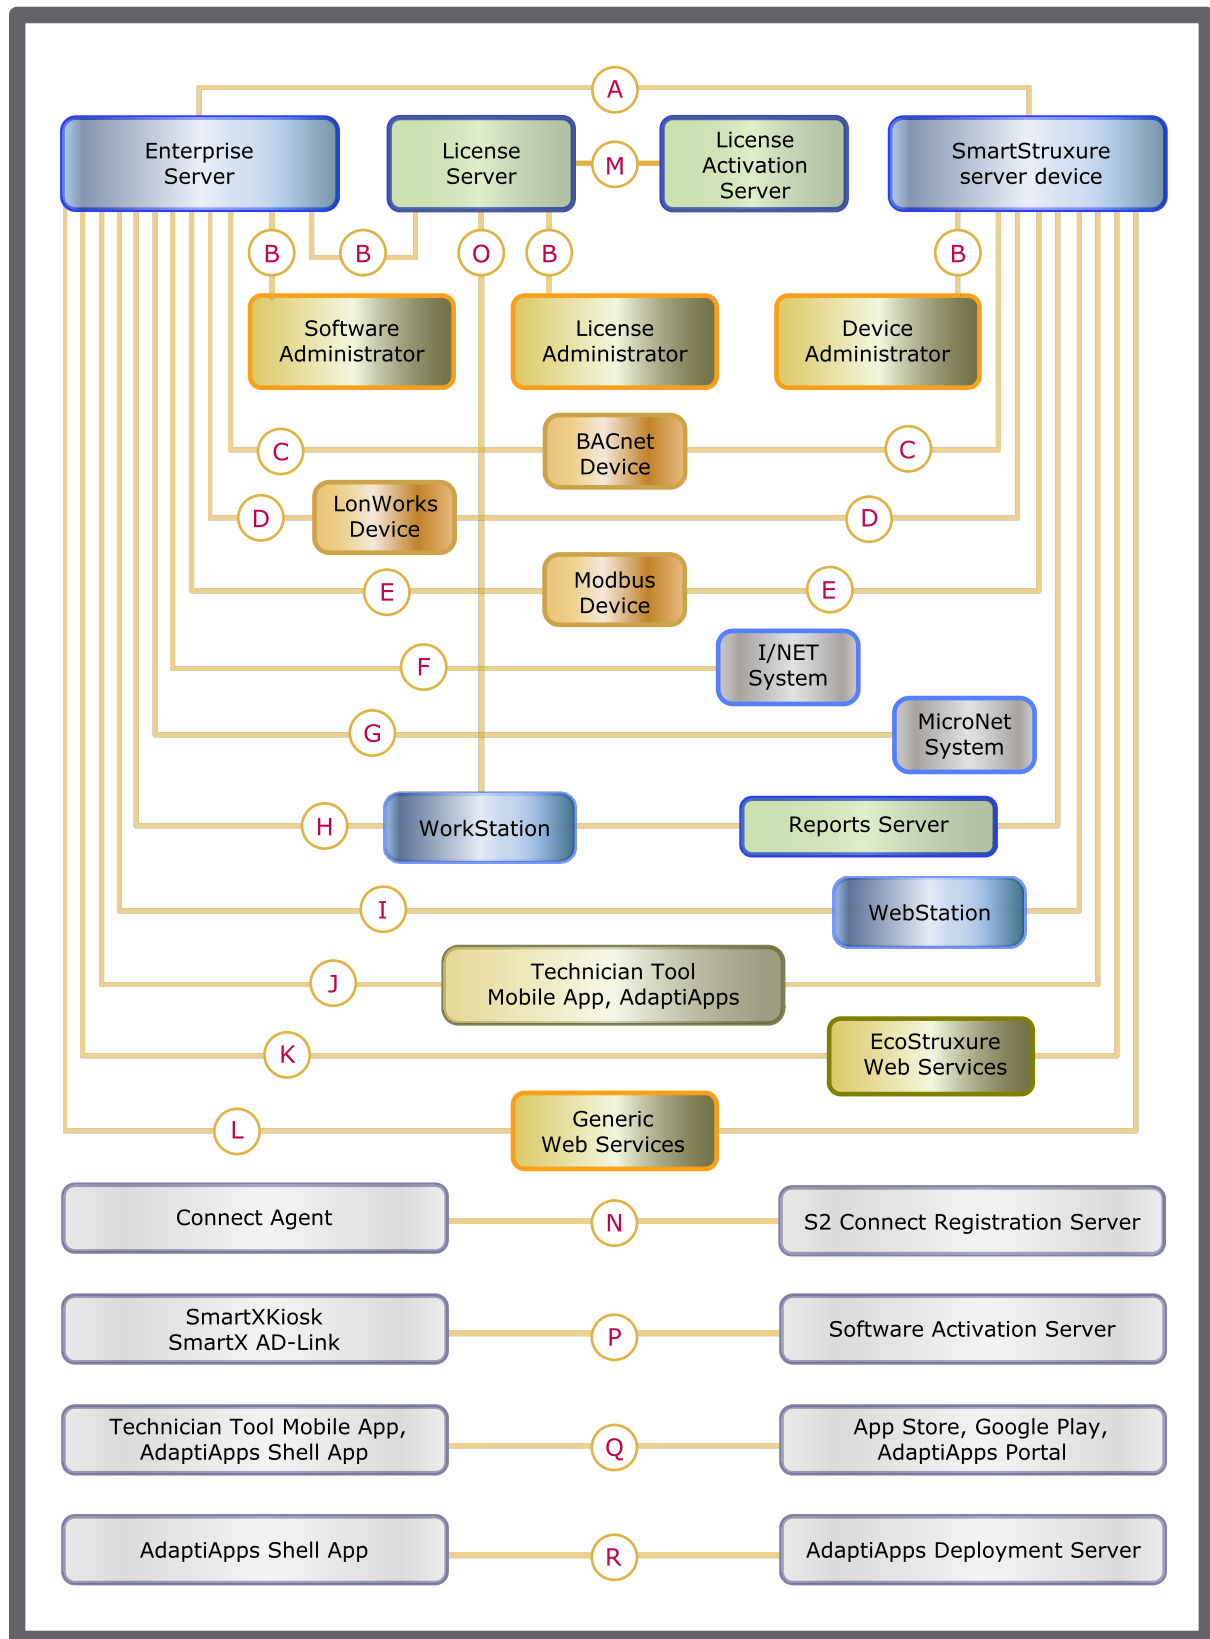 A
Enterprise
Server
License
Server
M
License
Activation
Server
SmartStruxure
server device
B
B
O
B
B
Software
Administrator
License
Administrator
Device
Administrator
C
BACnet
Device
C
D
LonWorks
Device
D
E
Modbus
Device
E
F
I/NET
System
G
MicroNet
System
H
WorkStation
Reports Server
I
WebStation
J
Technician Tool
Mobile App, AdaptiApps
K
EcoStruxure
Web Services
L
Generic
Web Services
Connect Agent
N
S2 Connect Registration Server
SmartXKiosk
SmartX AD-Link
P
Software Activation Server
Technician Tool Mobile App,
AdaptiApps Shell App
Q
App Store, Google Play,
AdaptiApps Portal
AdaptiApps Shell App
R
AdaptiApps Deployment Server